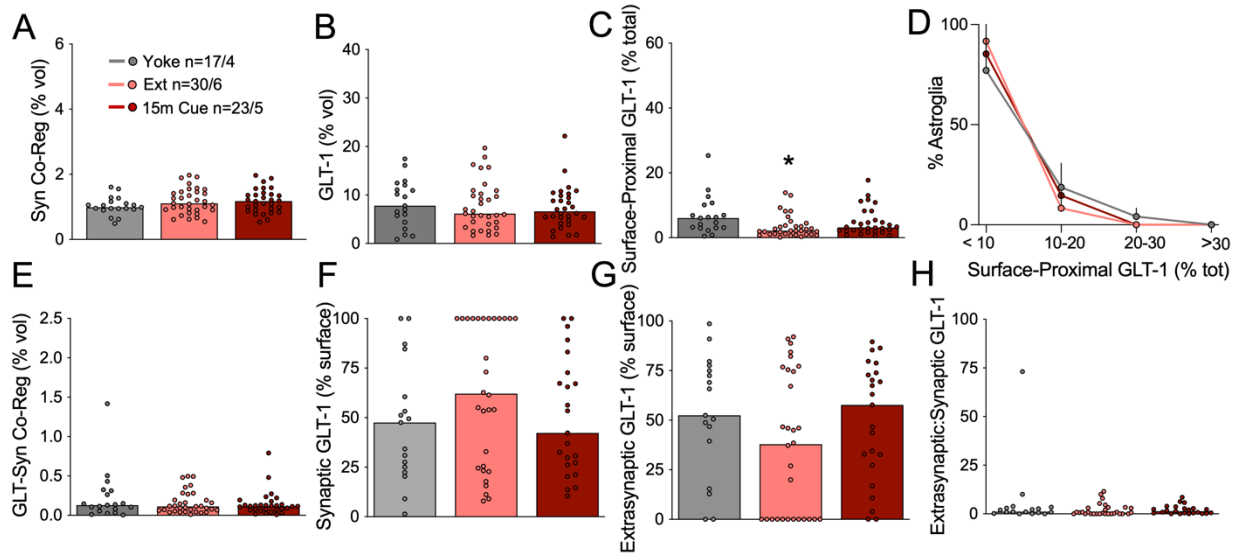 A
Syn Co-Reg (% vol)
6
4
2
0
Yoke n=17/4
Ext n=30/6
15m Cue n=23/5
B
GLT-1 (% vol)
40
30
20
10
0
C
Surface-Proximal GLT-1 (% total)
60
40
20
0
*
D
% Astroglia
100
50
0
< 10
10-20
20-30
>30
Surface-Proximal GLT-1 (% tot)
E
GLT-Syn Co-Reg (% vol)
2.5
2.0
1.5
1.0
0.5
0.0
F
Synaptic GLT-1 (% surface)
100
75
50
25
0
G
Extrasynaptic GLT-1 (% surface)
100
75
50
25
0
H
Extrasynaptic:Synaptic GLT-1
100
75
50
25
0